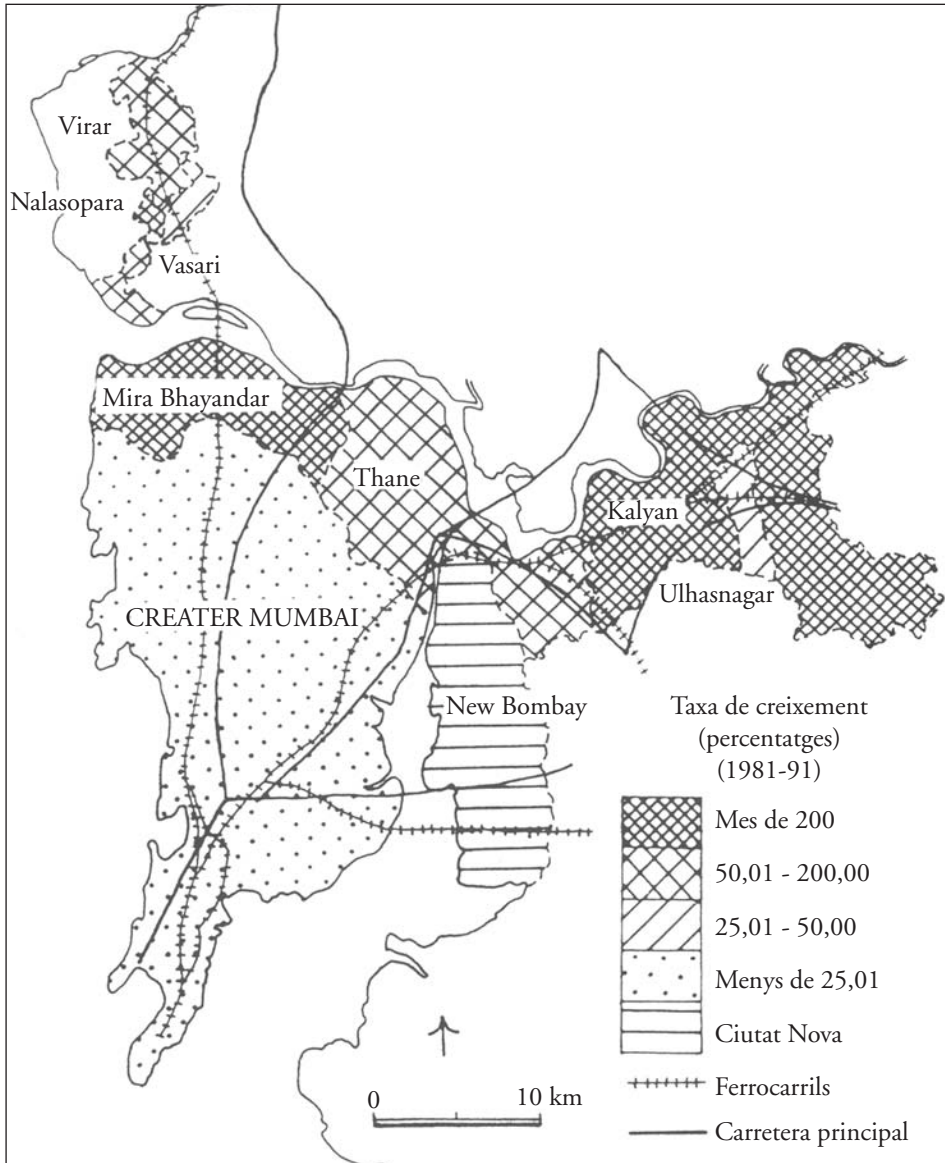 Virar
Nalasopara
Vasari
Mira Bhayandar
Thane
Kalyan
Ulhasnagar
CREATER MUMBAI
New Bombay
Taxa de creixement
(percentatges)
(1981-91)
Mes de 200
50,01 - 200,00
25,01 - 50,00
Menys de 25,01
Ciutat Nova
Ferrocarrils
Carretera principal
0 10 km